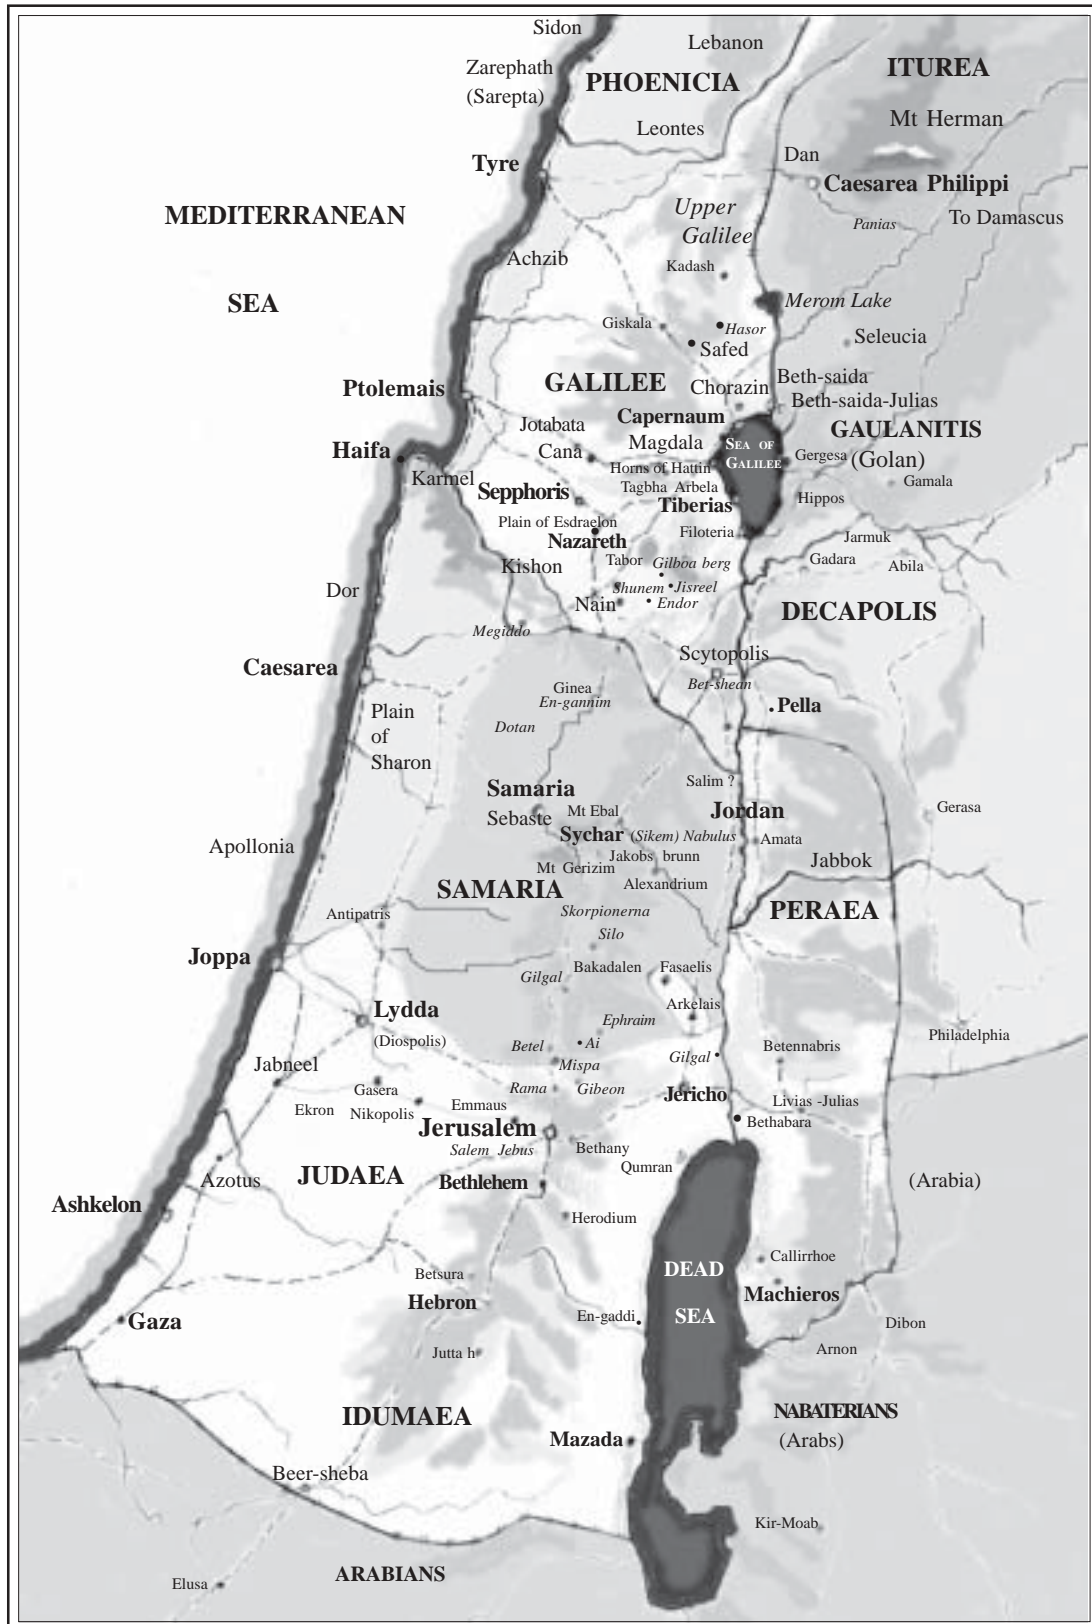 Sidon
Lebanon
Zarephath
(Sarepta)
PHOENICIA
ITUREA
Mt Herman
Leontes
Dan
Tyre
Caesarea Philippi
MEDITERRANEAN
SEA
Upper
Galilee
Panias
To Damascus
Achzib
Kadash
Merom Lake
Giskala
Hasor
Safed
Seleucia
Ptolemais
GALILEE
Chorazin
Beth-saida
Beth-saida-Julias
Capernaum
Jotabata
Cana
Magdala
SEA OF
GALILEE
GAULANITIS
(Golan)
Gergesa
Haifa
Karmel
Horns of Hattin
Tagbha Arbela
Gamala
Sepphoris
Tiberias
Hippos
Plain of Esdraelon
Nazareth
Filoteria
Jarmuk
Kishon
Tabor
Gilboa berg
Gadara
Abila
Dor
Shunem
Jisreel
Nain
Endor
DECAPOLIS
Megiddo
Caesarea
Scytopolis
Bet-shean
Ginea
En-gannim
Pella
Plain
of
Sharon
Dotan
Samaria
Sebaste
Salim ?
Mt Ebal
Jordan
Gerasa
Sychar (Sikem) Nabulus
Amata
Apollonia
Jakobs brunn
Mt Gerizim
Jabbok
SAMARIA
Alexandrium
PERAEA
Antipatris
Skorpionerna
Silo
Joppa
Gilgal
Bakadalen
Fasaelis
Lydda
(Diospolis)
Arkelais
Ephraim
Philadelphia
Betel
Ai
Mispa
Gilgal
Betennabris
Jabneel
Gasera
Rama
Gibeon
Jericho
Livias -Julias
Ekron
Nikopolis
Emmaus
Bethabara
Jerusalem
Salem Jebus
Bethany
Qumran
JUDAEA
Azotus
Bethlehem
(Arabia)
Ashkelon
Herodium
Betsura
Hebron
DEAD
SEA
Callirrhoe
Machieros
Gaza
En-gaddi
Dibon
Jutta h
Arnon
IDUMAEA
NABATERIANS
(Arabs)
Mazada
Beer-sheba
Kir-Moab
ARABIANS
Elusa